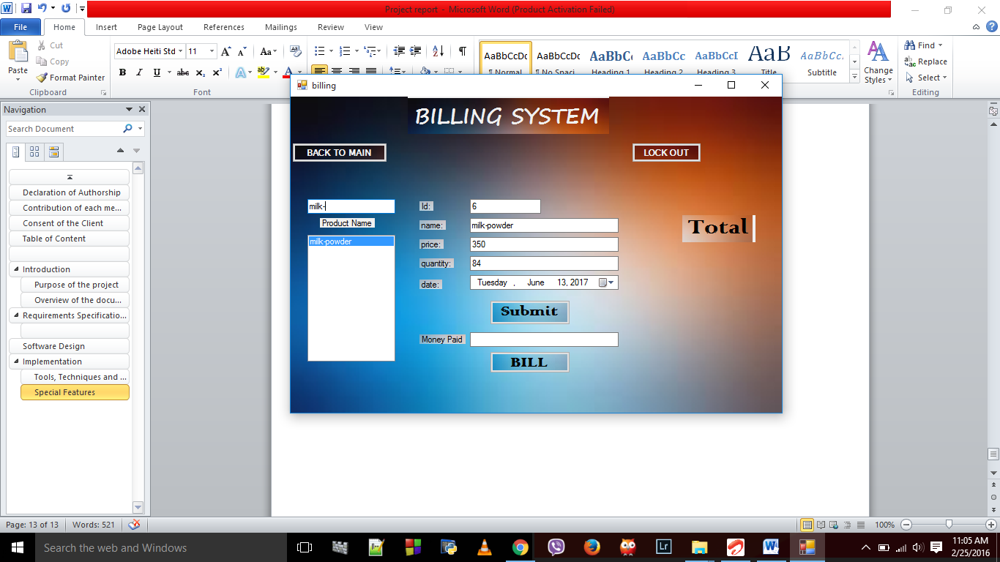 Project report - Microsoft Word (Product Activation Failed)
File Home Insert Page Layout References Mailings Review View
Paste
Cut
Copy
Format Painter
Clipboard
Adobe Heiti Std 11
Font
AaBbCcDc AaBbCcDc AaBbC AaBbCc AaBbCcI AaB AaBbCc.
¶ Normal ¶ No Spaci... Heading 1 Heading 2 Heading 3 Title Subtitle
Change
Styles
Find
Replace
Select
Editing
Navigation
Search Document
Declaration of Authorship
Contribution of each me...
Consent of the Client
Table of Content
Introduction
Purpose of the project
Overview of the docu...
Requirements Specificatio...
Software Design
Implementation
Tools, Techniques and ...
Special Features
billing
BILLING SYSTEM
BACK TO MAIN
LOCK OUT
milk-
Product Name
milk-powder
Id: 6
name: milk-powder
price: 350
quantity: 84
date: Tuesday , June 13, 2017
Submit
Money Paid
BILL
Total
Page: 13 of 13 Words: 521
100%
Search the web and Windows
11:05 AM
2/25/2016